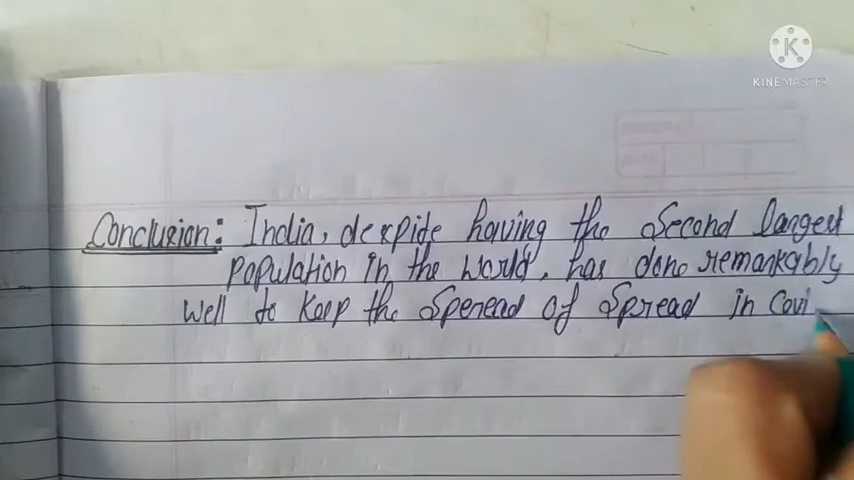 KINEMASTER
Conclusion: India, despite having the Second largest
population in the world, has done remarkably
well to keep the Speread of Spread in Covi